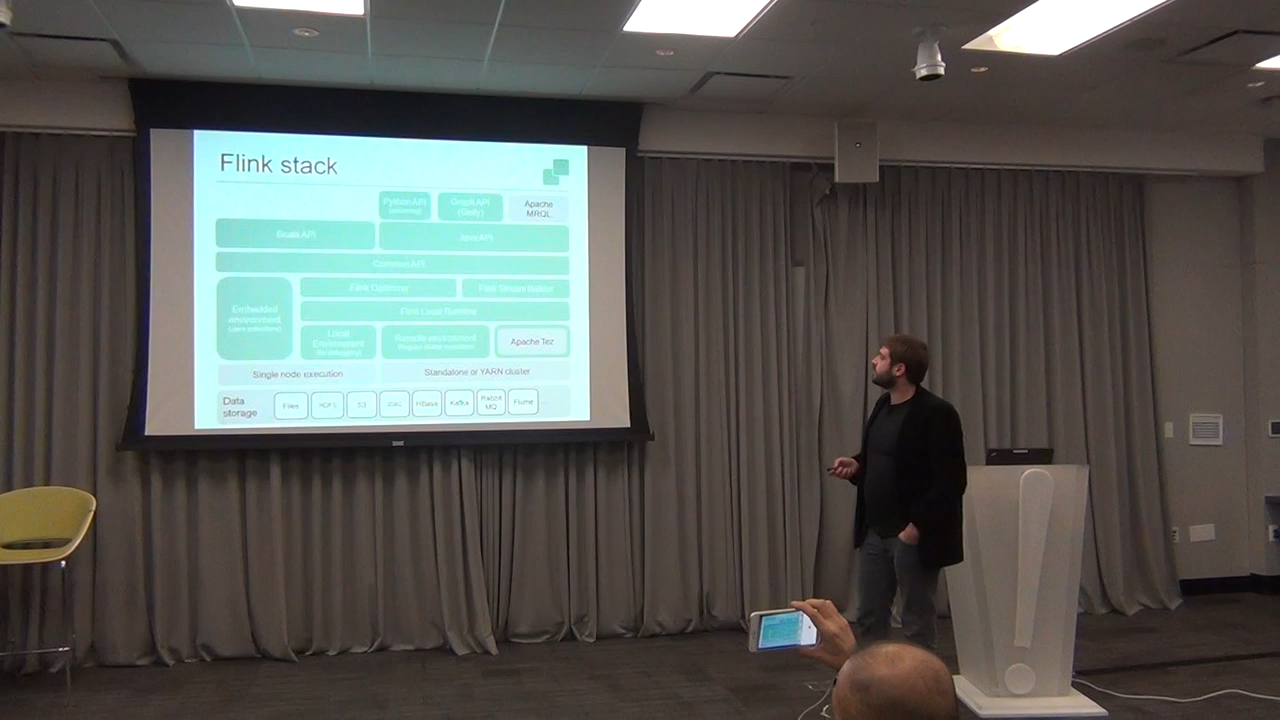 Flink stack
Python API
Graph API
(Gelly)
Apache
MRQL
Scala API
Java API
Common API
Flink Optimizer
Flink Stream Builder
Embedded
environment
Flink Local Runtime
Local
Environment
Remote environment
Apache Tez
Single node execution
Standalone or YARN cluster
Data
storage
Files
HDFS
S3
JDBC
HBase
Kafka
Rabbit
MQ
Flume
...